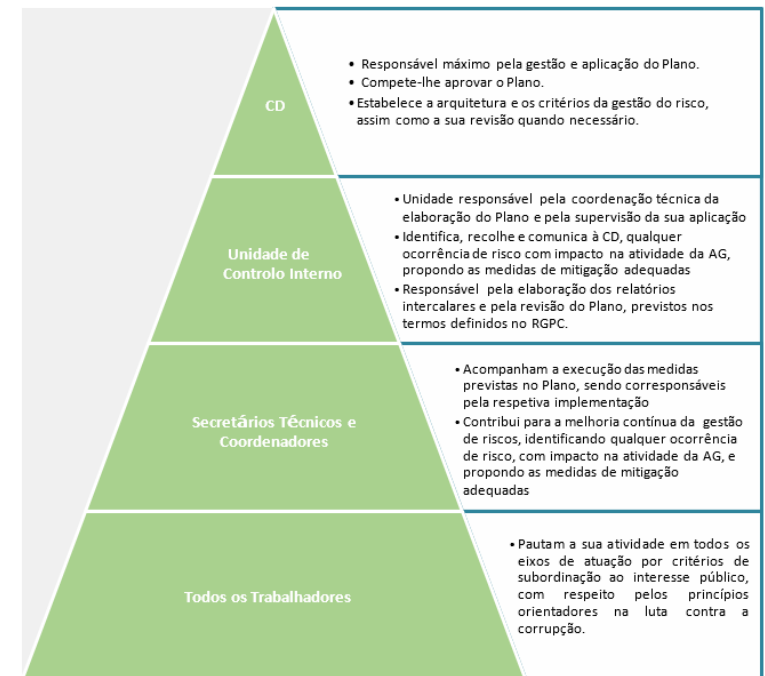 CD
• Responsável máximo pela gestão e aplicação do Plano.
• Compete-lhe aprovar o Plano.
• Estabelece a arquitetura e os critérios da gestão do risco,
assim como a sua revisão quando necessário.
Unidade de
Controlo Interno
• Unidade responsável pela coordenação técnica da
elaboração do Plano e pela supervisão da sua aplicação
• Identifica, recolhe e comunica à CD, qualquer
ocorrência de risco com impacto na atividade da AG,
propondo as medidas de mitigação adequadas
• Responsável pela elaboração dos relatórios
intercalares e pela revisão do Plano, previstos nos
termos definidos no RGPC.
Secretários Técnicos e
Coordenadores
• Acompanham a execução das medidas
previstas no Plano, sendo corresponsáveis
pela respetiva implementação
• Contribui para a melhoria contínua da gestão
de riscos, identificando qualquer ocorrência
de risco, com impacto na atividade da AG, e
propondo as medidas de mitigação
adequadas
Todos os Trabalhadores
• Pautam a sua atividade em todos os
eixos de atuação por critérios de
subordinação ao interesse público,
com respeito pelos princípios
orientadores na luta contra a
corrupção.